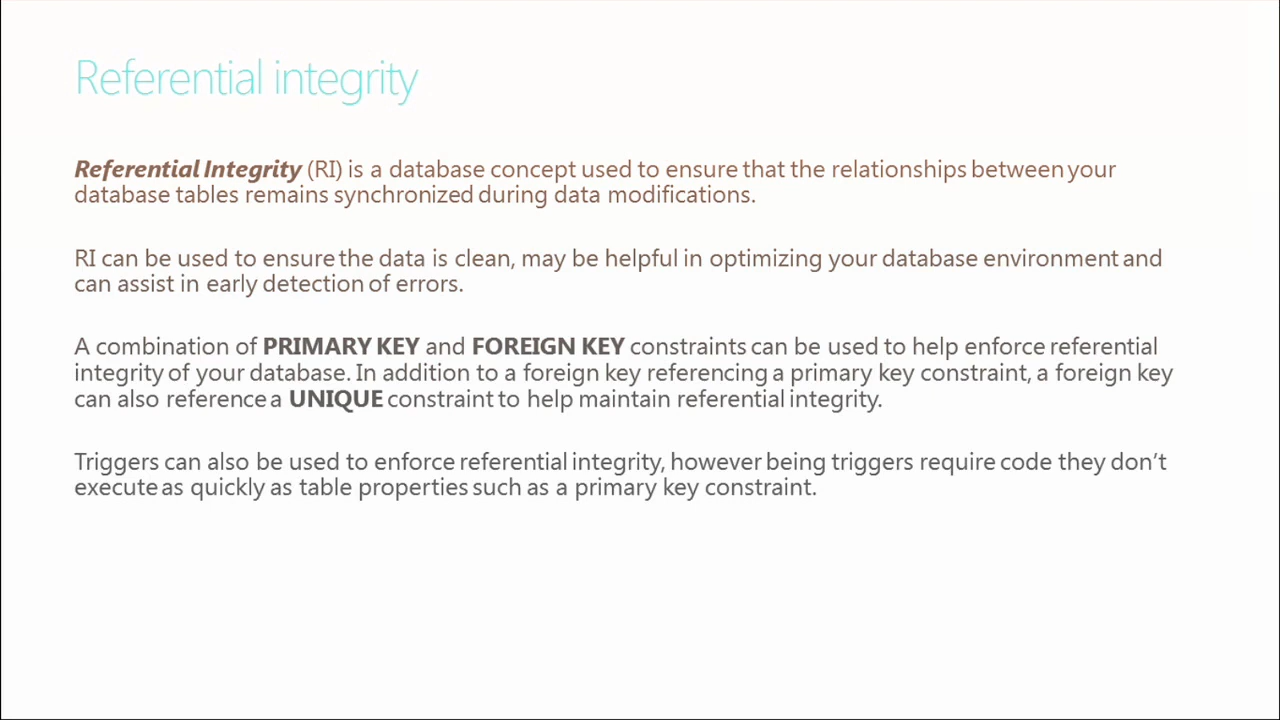 Referential integrity
Referential Integrity (RI) is a database concept used to ensure that the relationships between your
database tables remains synchronized during data modifications.
RI can be used to ensure the data is clean, may be helpful in optimizing your database environment and
can assist in early detection of errors.
A combination of PRIMARY KEY and FOREIGN KEY constraints can be used to help enforce referential
integrity of your database. In addition to a foreign key referencing a primary key constraint, a foreign key
can also reference a UNIQUE constraint to help maintain referential integrity.
Triggers can also be used to enforce referential integrity, however being triggers require code they don’t
execute as quickly as table properties such as a primary key constraint.